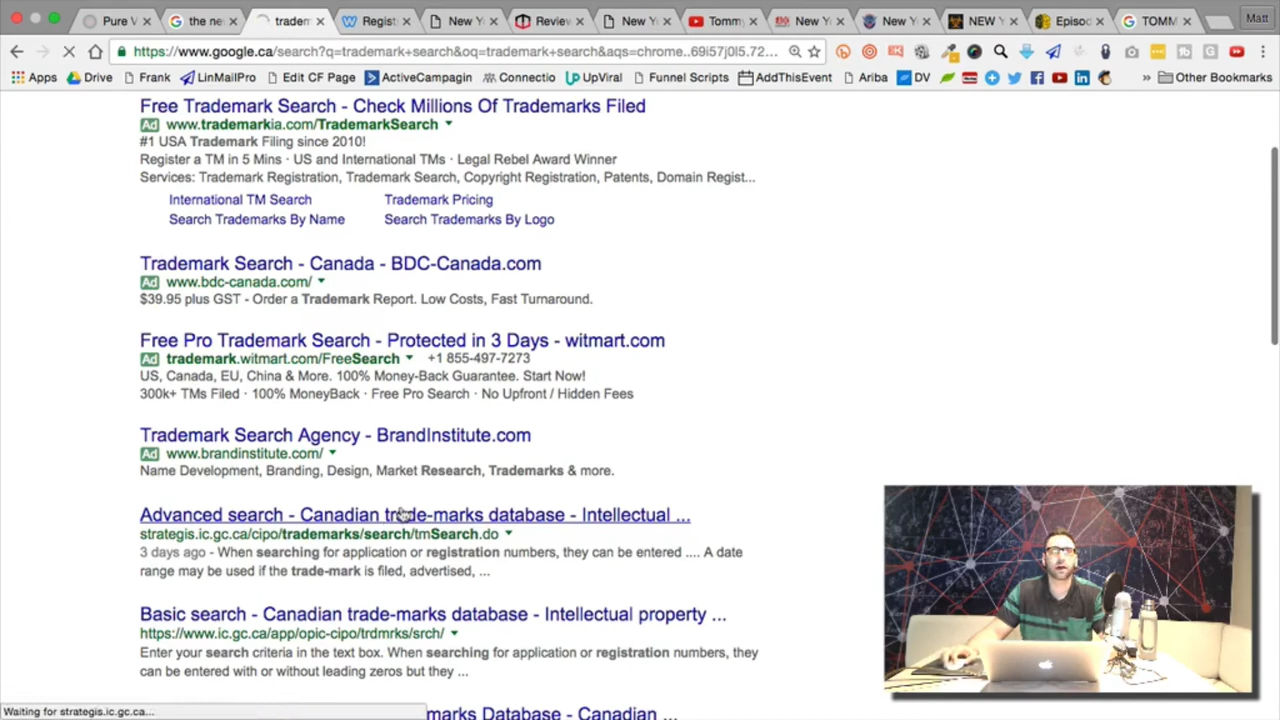 Pure V
the ne
tradem
Regist
New Yo
Review
New Yo
Tommy
New Yo
New Yo
NEW Y
Episod
TOMM
Matt
https://www.google.ca/search?q=trademark+search&oq=trademark+search&aqs=chrome..69i57j0l5.72...
Apps
Drive
Frank
LinMailPro
Edit CF Page
ActiveCampagin
Connectio
UpViral
Funnel Scripts
AddThisEvent
Ariba
DV
»
Other Bookmarks
Free Trademark Search - Check Millions Of Trademarks Filed
Ad www.trademarkia.com/TrademarkSearch
#1 USA Trademark Filing since 2010!
Register a TM in 5 Mins · US and International TMs · Legal Rebel Award Winner
Services: Trademark Registration, Trademark Search, Copyright Registration, Patents, Domain Regist...
International TM Search Trademark Pricing
Search Trademarks By Name Search Trademarks By Logo
Trademark Search - Canada - BDC-Canada.com
Ad www.bdc-canada.com/
$39.95 plus GST - Order a Trademark Report. Low Costs, Fast Turnaround.
Free Pro Trademark Search - Protected in 3 Days - witmart.com
Ad trademark.witmart.com/FreeSearch +1 855-497-7273
US, Canada, EU, China & More. 100% Money-Back Guarantee. Start Now!
300k+ TMs Filed · 100% MoneyBack · Free Pro Search · No Upfront / Hidden Fees
Trademark Search Agency - BrandInstitute.com
Ad www.brandinstitute.com/
Name Development, Branding, Design, Market Research, Trademarks & more.
Advanced search - Canadian trade-marks database - Intellectual ...
strategis.ic.gc.ca/cipo/trademarks/search/tmSearch.do
3 days ago - When searching for application or registration numbers, they can be entered .... A date
range may be used if the trade-mark is filed, advertised, ...
Basic search - Canadian trade-marks database - Intellectual property ...
https://www.ic.gc.ca/app/opic-cipo/trdmrks/srch/
Enter your search criteria in the text box. When searching for application or registration numbers, they
can be entered with or without leading zeros but they ...
marks Database - Canadian ...
Waiting for strategis.ic.gc.ca...